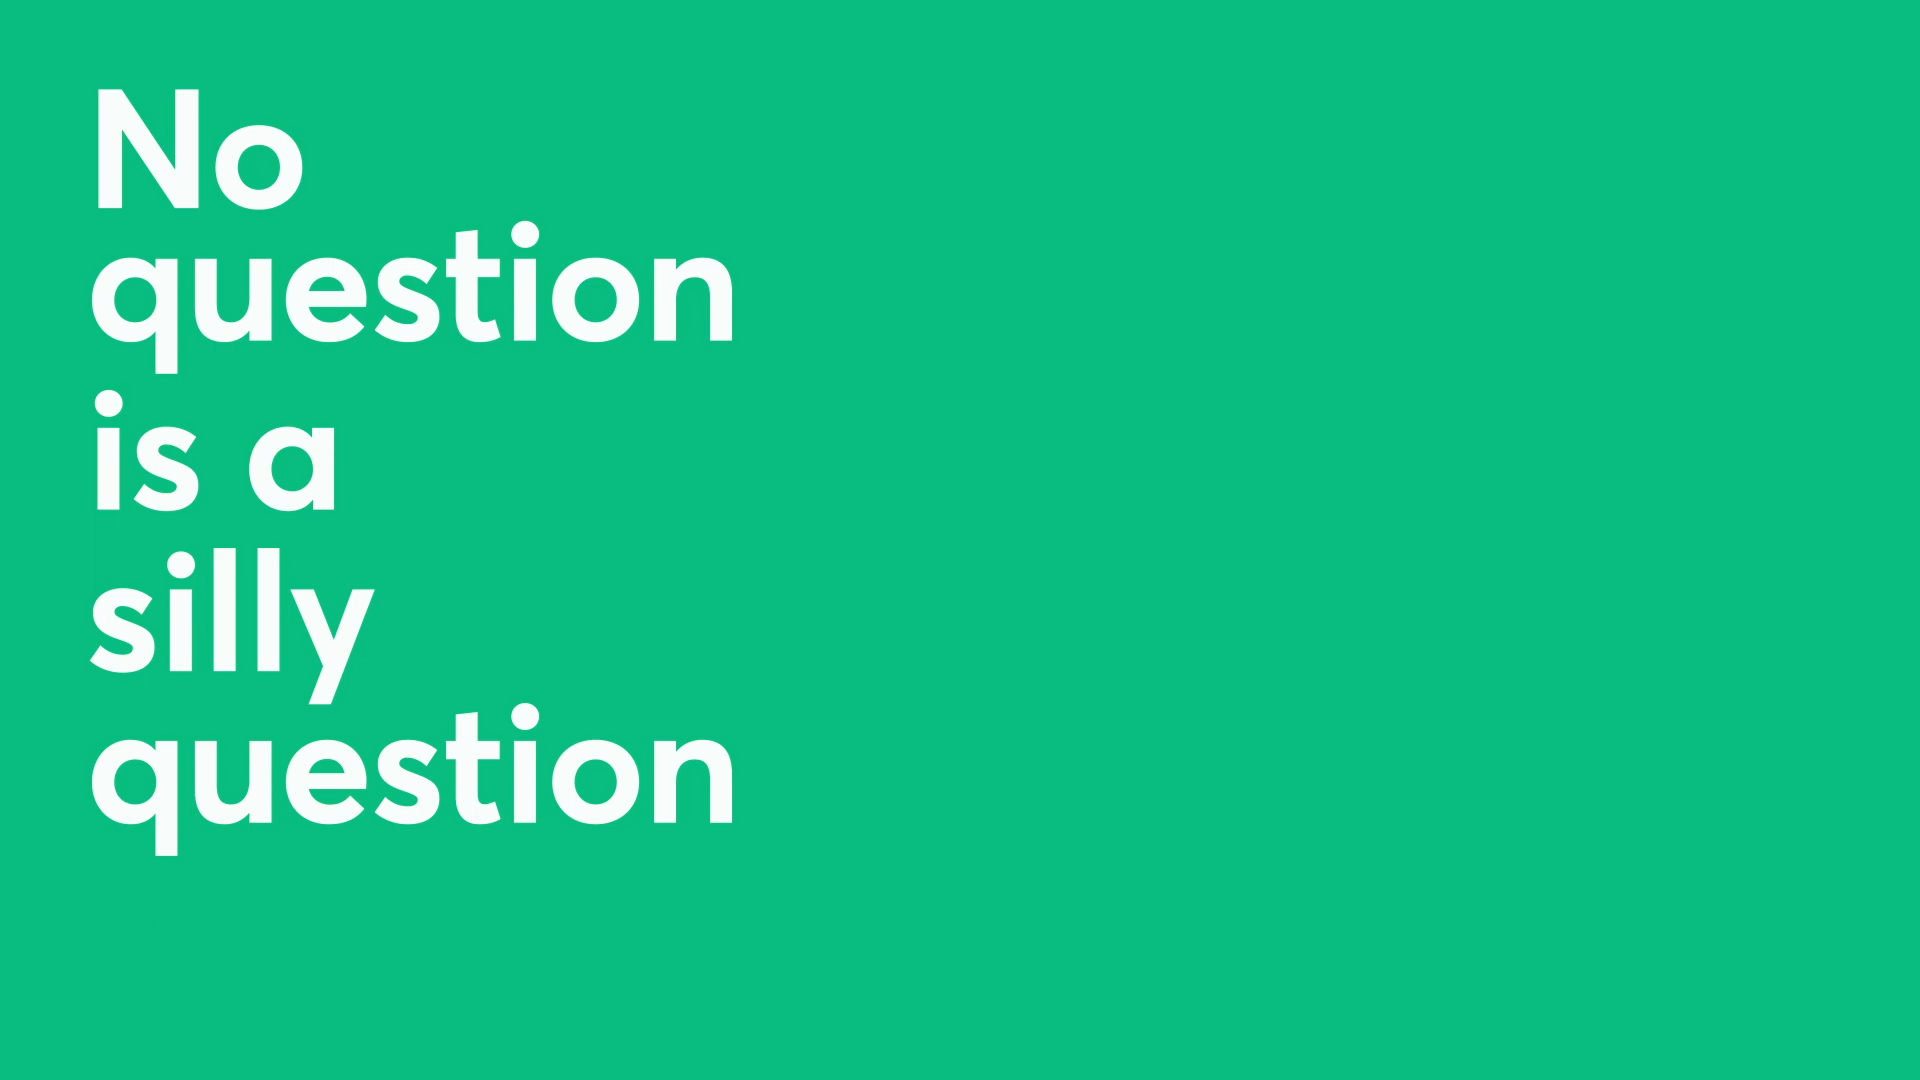 No
question
is a
silly
question